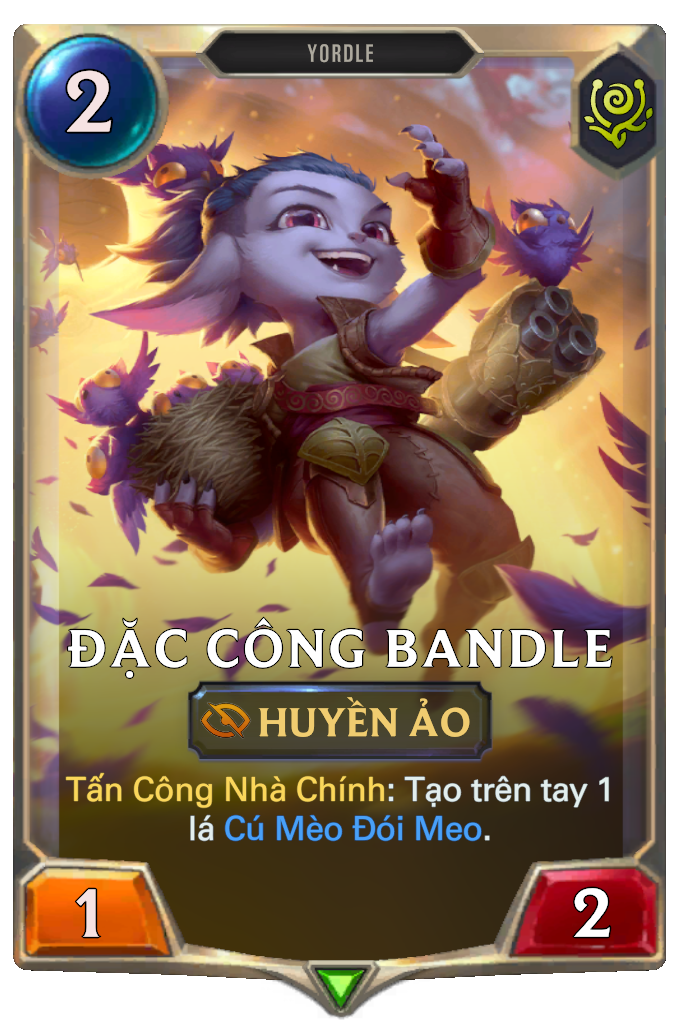 2
YORDLE
ĐẶC CÔNG BANDLE
HUYỀN ẢO
Tấn Công Nhà Chính: Tạo trên tay 1
lá Cú Mèo Đói Meo.
1
2